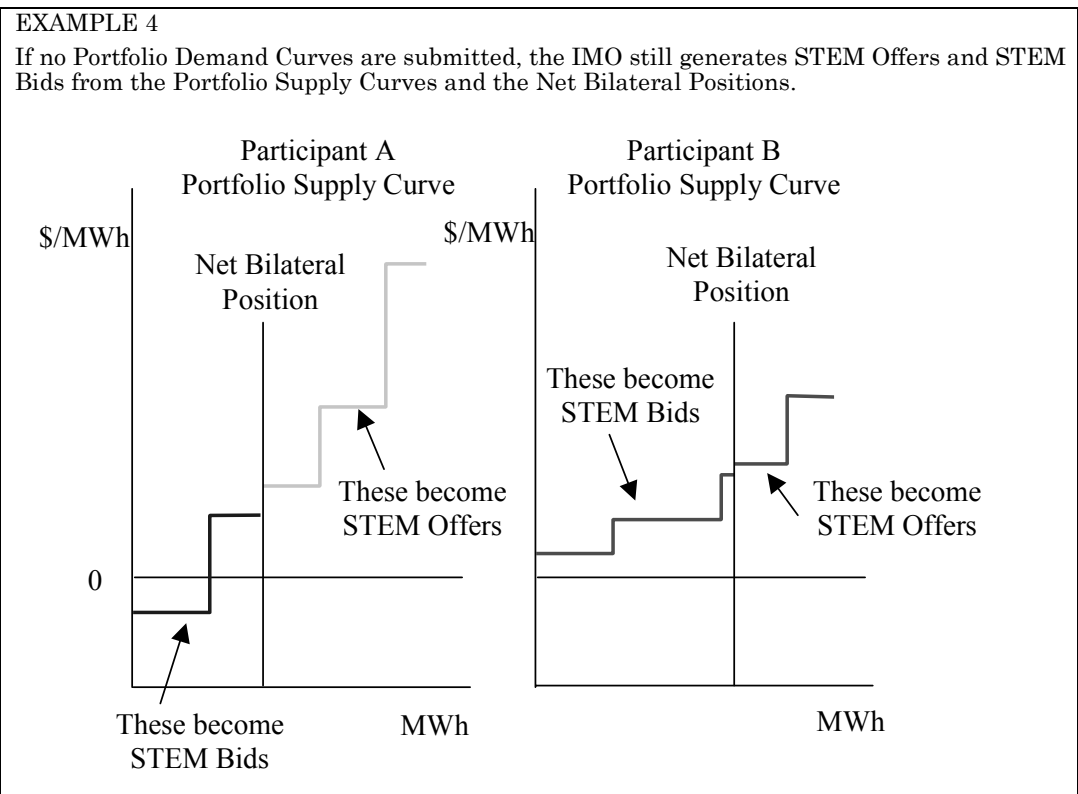 EXAMPLE 4
If no Portfolio Demand Curves are submitted, the IMO still generates STEM Offers and STEM
Bids from the Portfolio Supply Curves and the Net Bilateral Positions.
Participant A
Portfolio Supply Curve
$/MWh
Net Bilateral
Position
These become
STEM Offers
0
These become
STEM Bids
MWh
Participant B
Portfolio Supply Curve
$/MWh
Net Bilateral
Position
These become
STEM Bids
These become
STEM Offers
MWh